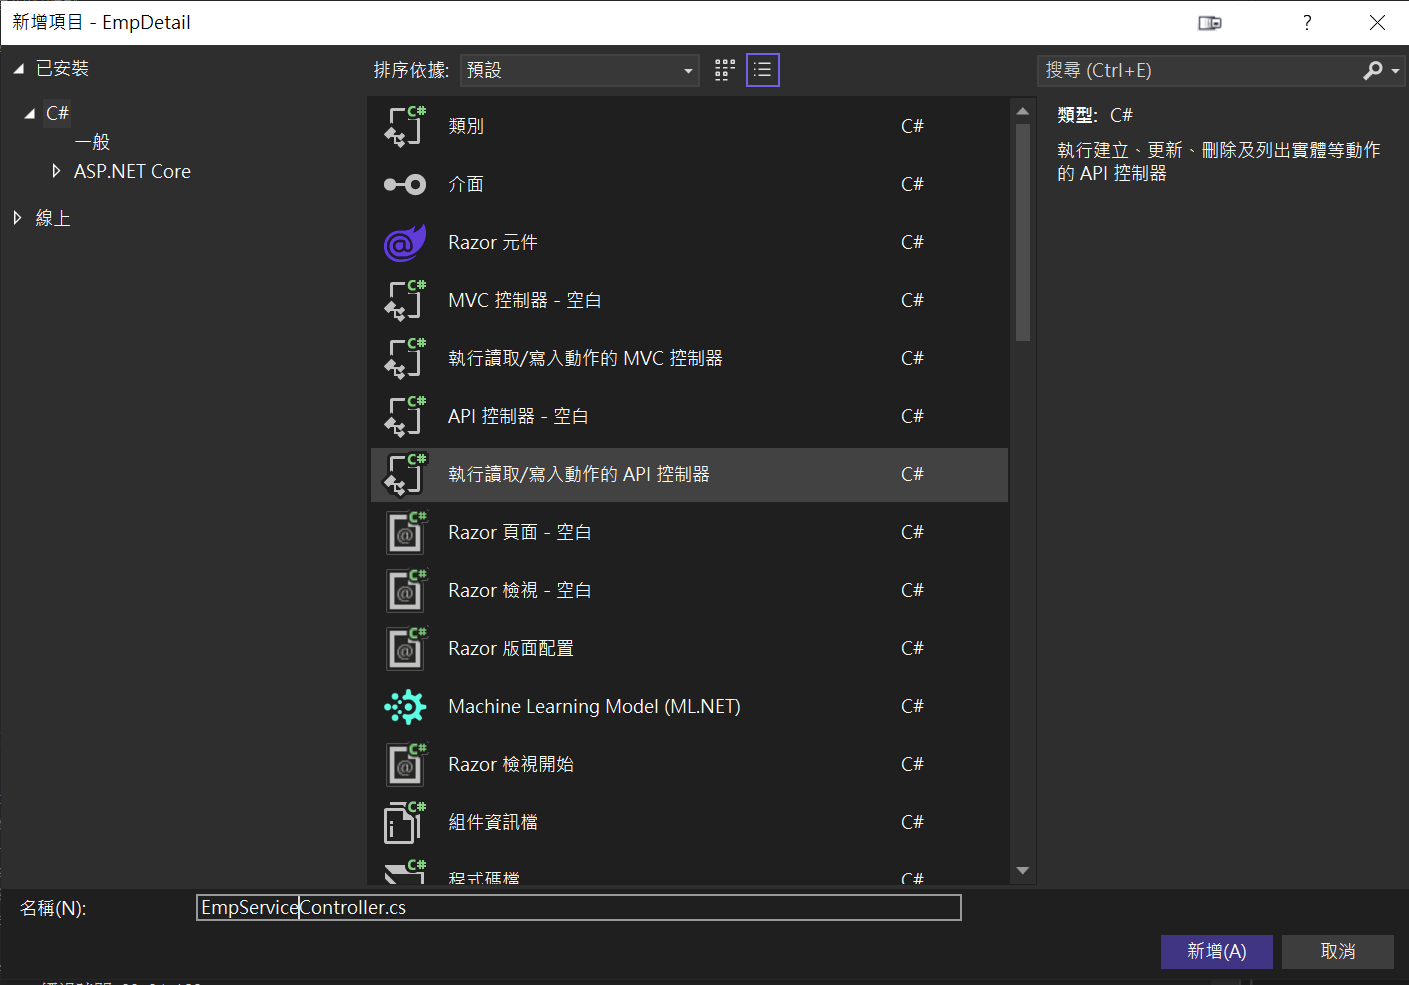 新增項目 - EmpDetail
?
已安裝
C#
一般
ASP.NET Core
線上
排序依據:
預設
搜尋 (Ctrl+E)
類別 C#
介面 C#
Razor 元件 C#
MVC 控制器 - 空白 C#
執行讀取/寫入動作的 MVC 控制器 C#
API 控制器 - 空白 C#
執行讀取/寫入動作的 API 控制器 C#
Razor 頁面 - 空白 C#
Razor 檢視 - 空白 C#
Razor 版面配置 C#
Machine Learning Model (ML.NET) C#
Razor 檢視開始 C#
組件資訊檔 C#
程式碼檔 C#
類型: C#
執行建立、更新、刪除及列出實體等動作
的 API 控制器
名稱(N):
EmpServiceController.cs
新增(A)
取消